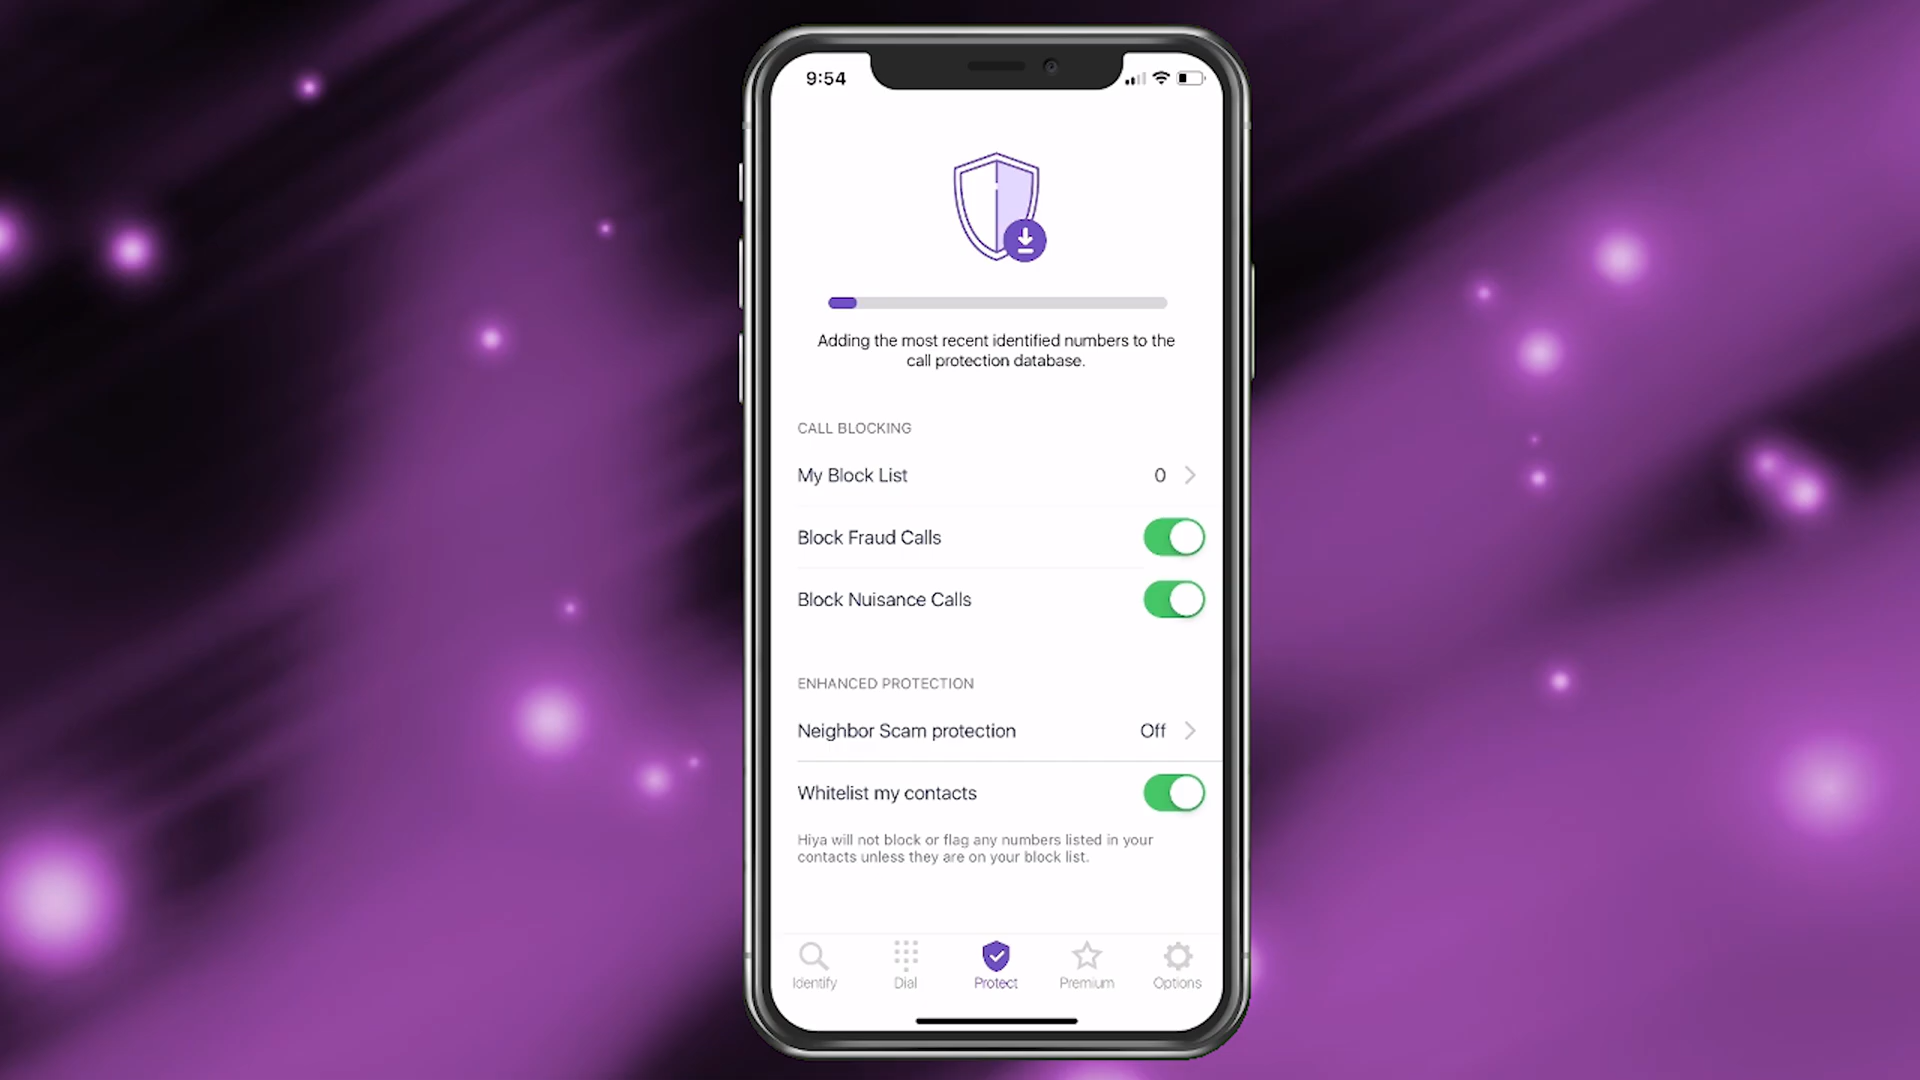 9:54
Adding the most recent identified numbers to the
call protection database.
CALL BLOCKING
My Block List 0
Block Fraud Calls
Block Nuisance Calls
ENHANCED PROTECTION
Neighbor Scam protection Off
Whitelist my contacts
Hiya will not block or flag any numbers listed in your
contacts unless they are on your block list.
Identify Dial Protect Premium Options